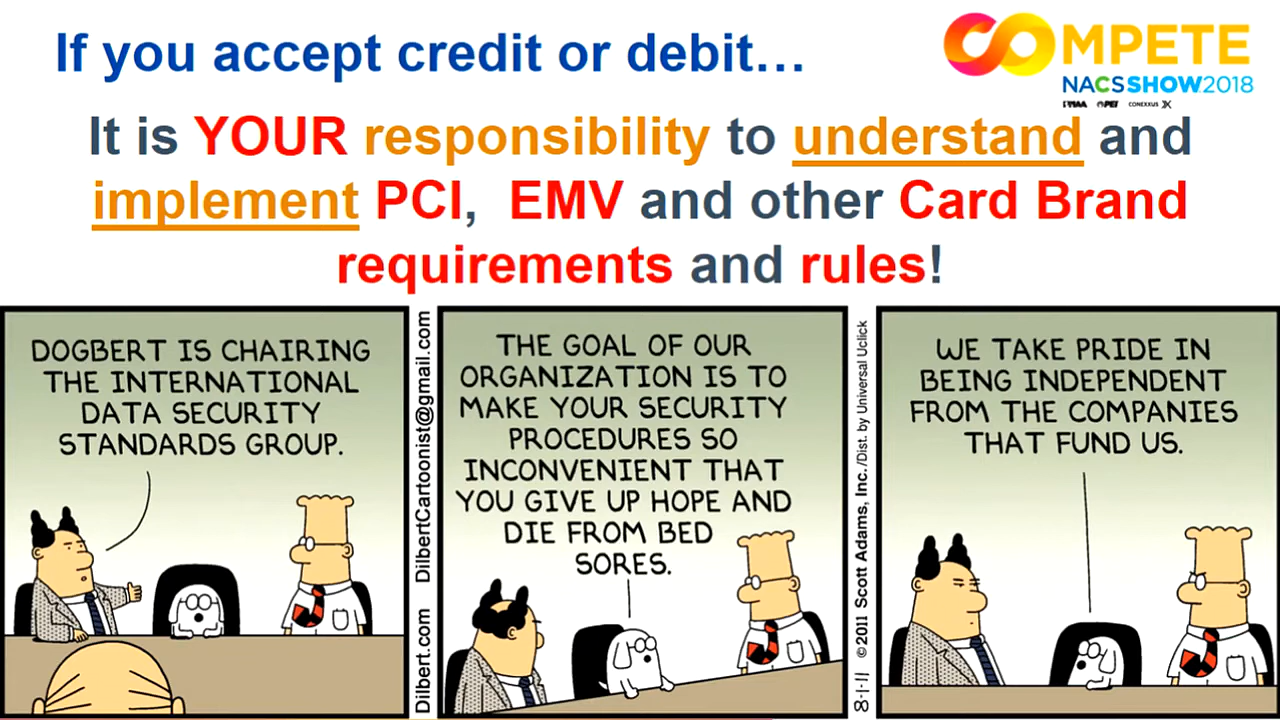 If you accept credit or debit...
COMPETE
NACSSHOW2018
CONEXXUS
It is YOUR responsibility to understand and
implement PCI, EMV and other Card Brand
requirements and rules!
DOGBERT IS CHAIRING
THE INTERNATIONAL
DATA SECURITY
STANDARDS GROUP.
Dilbert.com DilbertCartoonist@gmail.com
THE GOAL OF OUR
ORGANIZATION IS TO
MAKE YOUR SECURITY
PROCEDURES SO
INCONVENIENT THAT
YOU GIVE UP HOPE AND
DIE FROM BED
SORES.
8-1-11 ©2011 Scott Adams, Inc./Dist. by Universal Uclick
WE TAKE PRIDE IN
BEING INDEPENDENT
FROM THE COMPANIES
THAT FUND US.